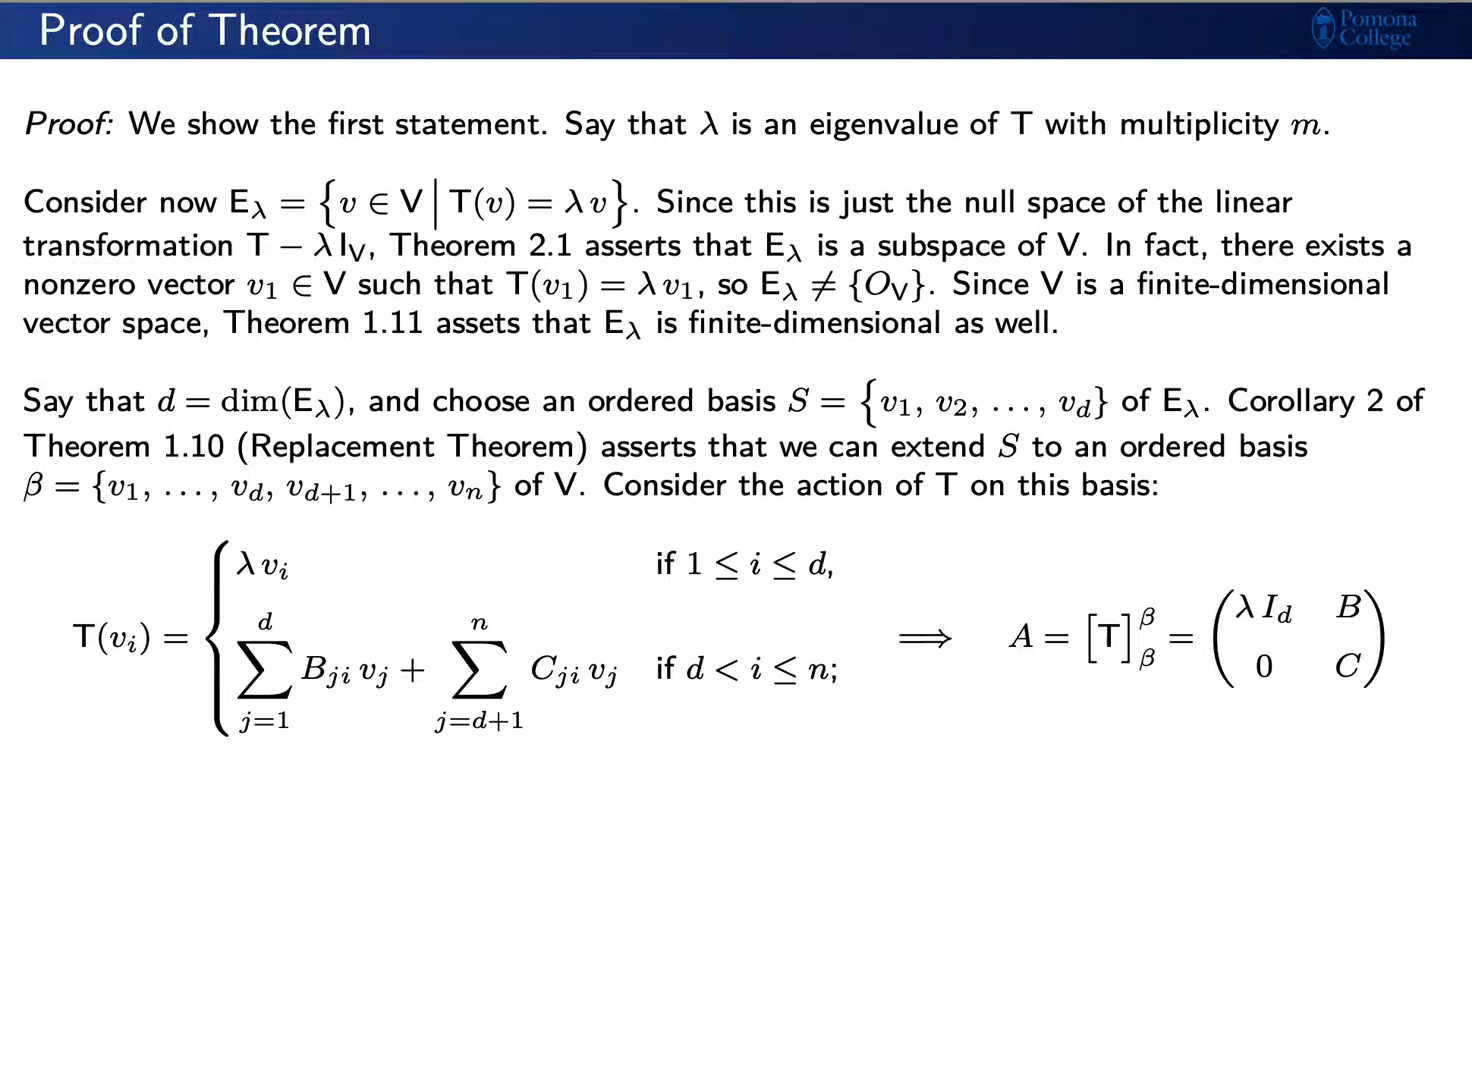 Proof of Theorem
Pomona
College
Proof: We show the first statement. Say that λ is an eigenvalue of T with multiplicity m.
Consider now E_λ = {v ∈ V | T(v) = λ v}. Since this is just the null space of the linear
transformation T − λ I_V, Theorem 2.1 asserts that E_λ is a subspace of V. In fact, there exists a
nonzero vector v_1 ∈ V such that T(v_1) = λ v_1, so E_λ ≠ {O_V}. Since V is a finite-dimensional
vector space, Theorem 1.11 assets that E_λ is finite-dimensional as well.
Say that d = dim(E_λ), and choose an ordered basis S = {v_1, v_2, ..., v_d} of E_λ. Corollary 2 of
Theorem 1.10 (Replacement Theorem) asserts that we can extend S to an ordered basis
β = {v_1, ..., v_d, v_{d+1}, ..., v_n} of V. Consider the action of T on this basis:
T(v_i) = { λ v_i if 1 ≤ i ≤ d,
∑_{j=1}^{d} B_{ji} v_j + ∑_{j=d+1}^{n} C_{ji} v_j if d < i ≤ n;
⟹ A = [T]_β^β = ( λ I_d B
0 C )